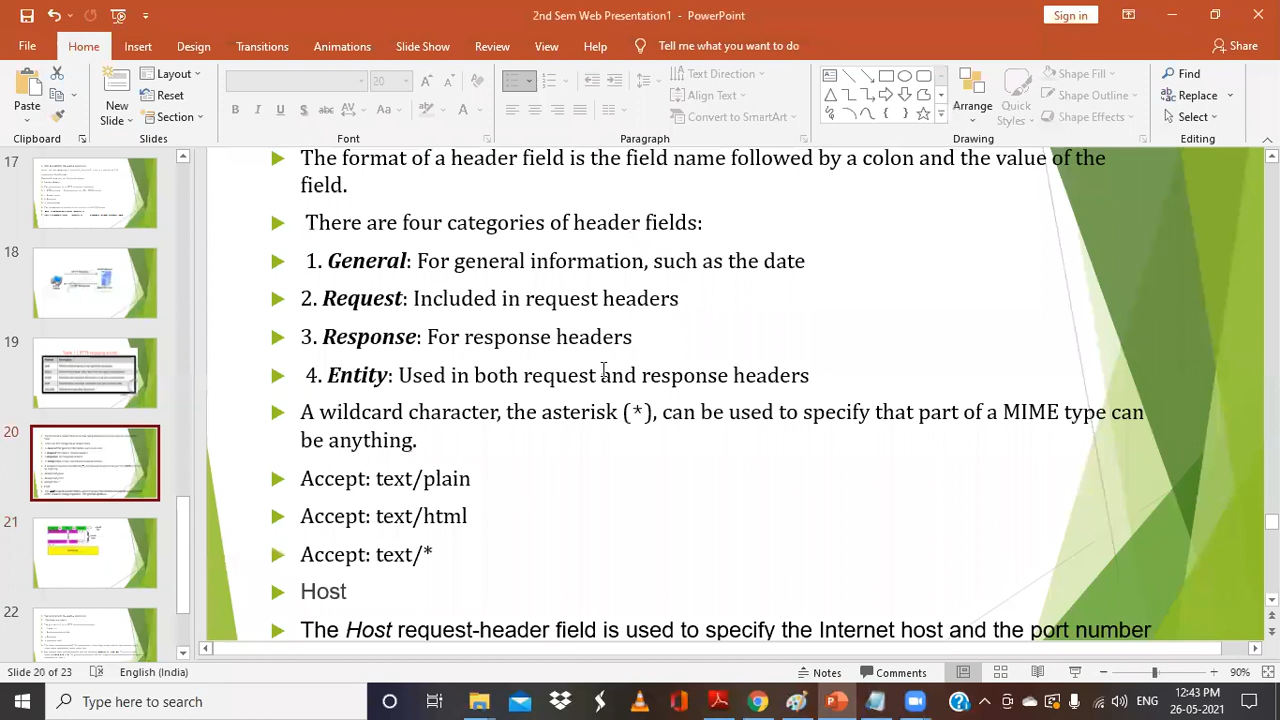 2nd Sem Web Presentation1 - PowerPoint
Sign in
File Home Insert Design Transitions Animations Slide Show Review View Help Tell me what you want to do Share
Paste
New Slide
Layout
Reset
Section
20
B I U S abc AV Aa A
Text Direction
Align Text
Convert to SmartArt
Arrange
Quick Styles
Shape Fill
Shape Outline
Shape Effects
Find
Replace
Select
Clipboard Slides Font Paragraph Drawing Editing
17
18
19
20
21
22
The format of a header field is the field name followed by a colon and the value of the
field.
There are four categories of header fields:
1. General: For general information, such as the date
2. Request: Included in request headers
3. Response: For response headers
4. Entity: Used in both request and response headers
A wildcard character, the asterisk (*), can be used to specify that part of a MIME type can
be anything.
Accept: text/plain
Accept: text/html
Accept: text/*
Host
The Host request header field is used to specify the Internet host and the port number
Slide 20 of 23 English (India) Notes Comments 90%
Type here to search
ENG
12:43 PM
26-05-2021